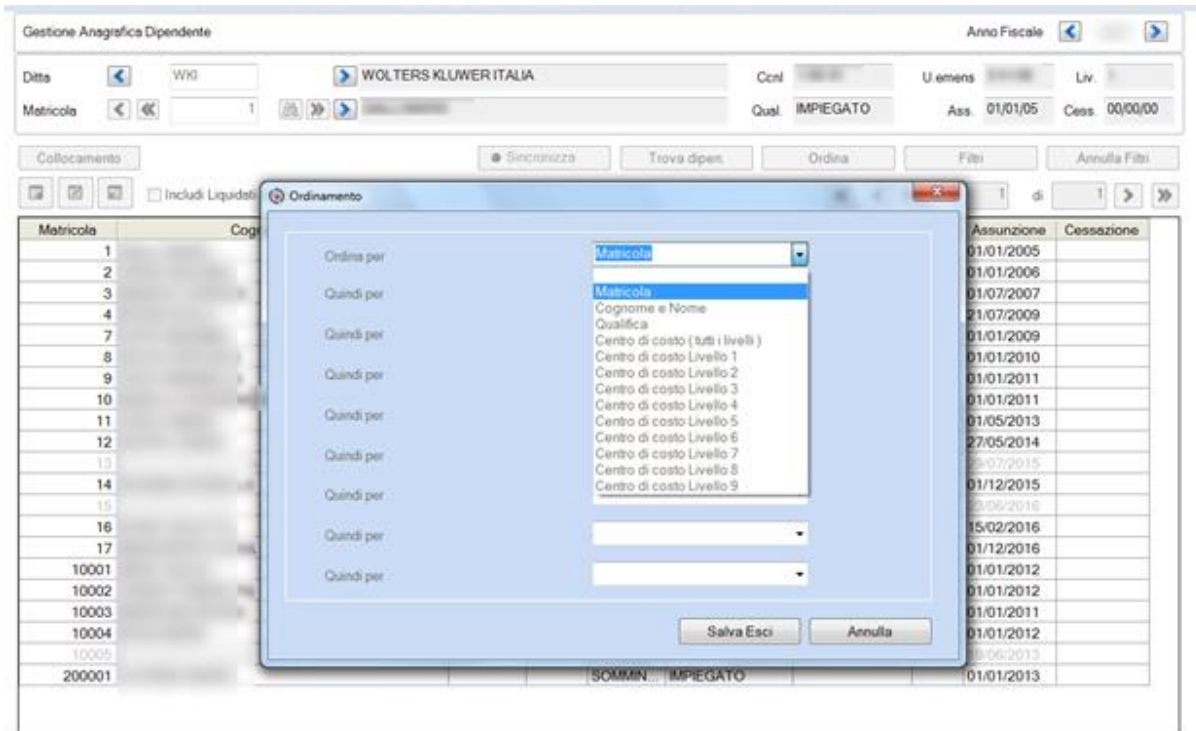 Gestione Anagrafica Dipendente Anno Fiscale
Ditta WKI WOLTERS KLUWER ITALIA Ccnl U.emens Liv.
Matricola 1 Qual. IMPIEGATO Ass. 01/01/05 Cess. 00/00/00
Collocamento Sincronizza Trova dipen. Ordina Filtri Annulla Filtri
Includi Liquidati 1 di 1
Ordinamento
Matricola Cogn Assunzione Cessazione
1 01/01/2005
2 01/01/2006
3 01/07/2007
4 21/07/2009
7 01/01/2009
8 01/01/2010
9 01/01/2011
10 01/01/2011
11 01/05/2013
12 27/05/2014
13 /07/2015
14 01/12/2015
15 /06/2016
16 15/02/2016
17 01/12/2016
10001 01/01/2012
10002 01/01/2012
10003 01/01/2011
10004 01/01/2012
10005 /06/2013
200001 SOMMIN... IMPIEGATO 01/01/2013
Ordina per Matricola
Quindi per
Quindi per
Quindi per
Quindi per
Quindi per
Quindi per
Quindi per
Quindi per
Matricola
Cognome e Nome
Qualifica
Centro di costo ( tutti i livelli )
Centro di costo Livello 1
Centro di costo Livello 2
Centro di costo Livello 3
Centro di costo Livello 4
Centro di costo Livello 5
Centro di costo Livello 6
Centro di costo Livello 7
Centro di costo Livello 8
Centro di costo Livello 9
Salva Esci Annulla